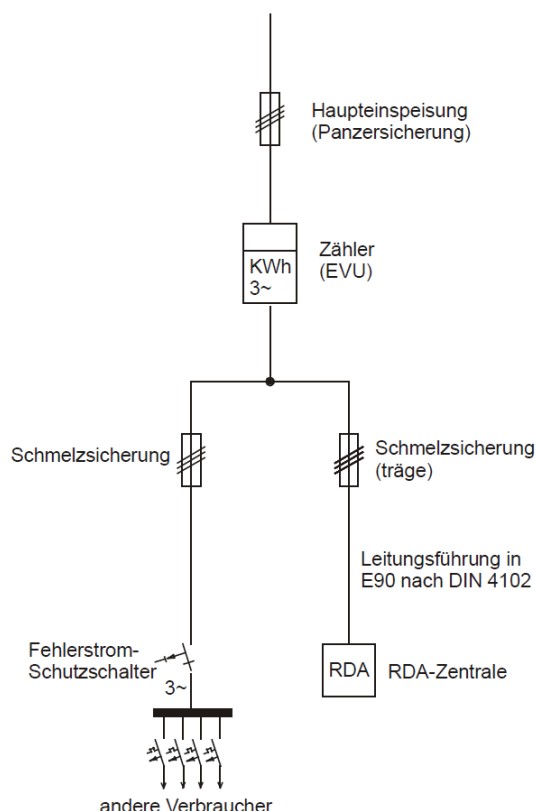 Haupteinspeisung
(Panzersicherung)
KWh
3~
Zähler
(EVU)
Schmelzsicherung
Schmelzsicherung
(träge)
Leitungsführung in
E90 nach DIN 4102
Fehlerstrom-
Schutzschalter
3~
RDA
RDA-Zentrale
andere Verbraucher